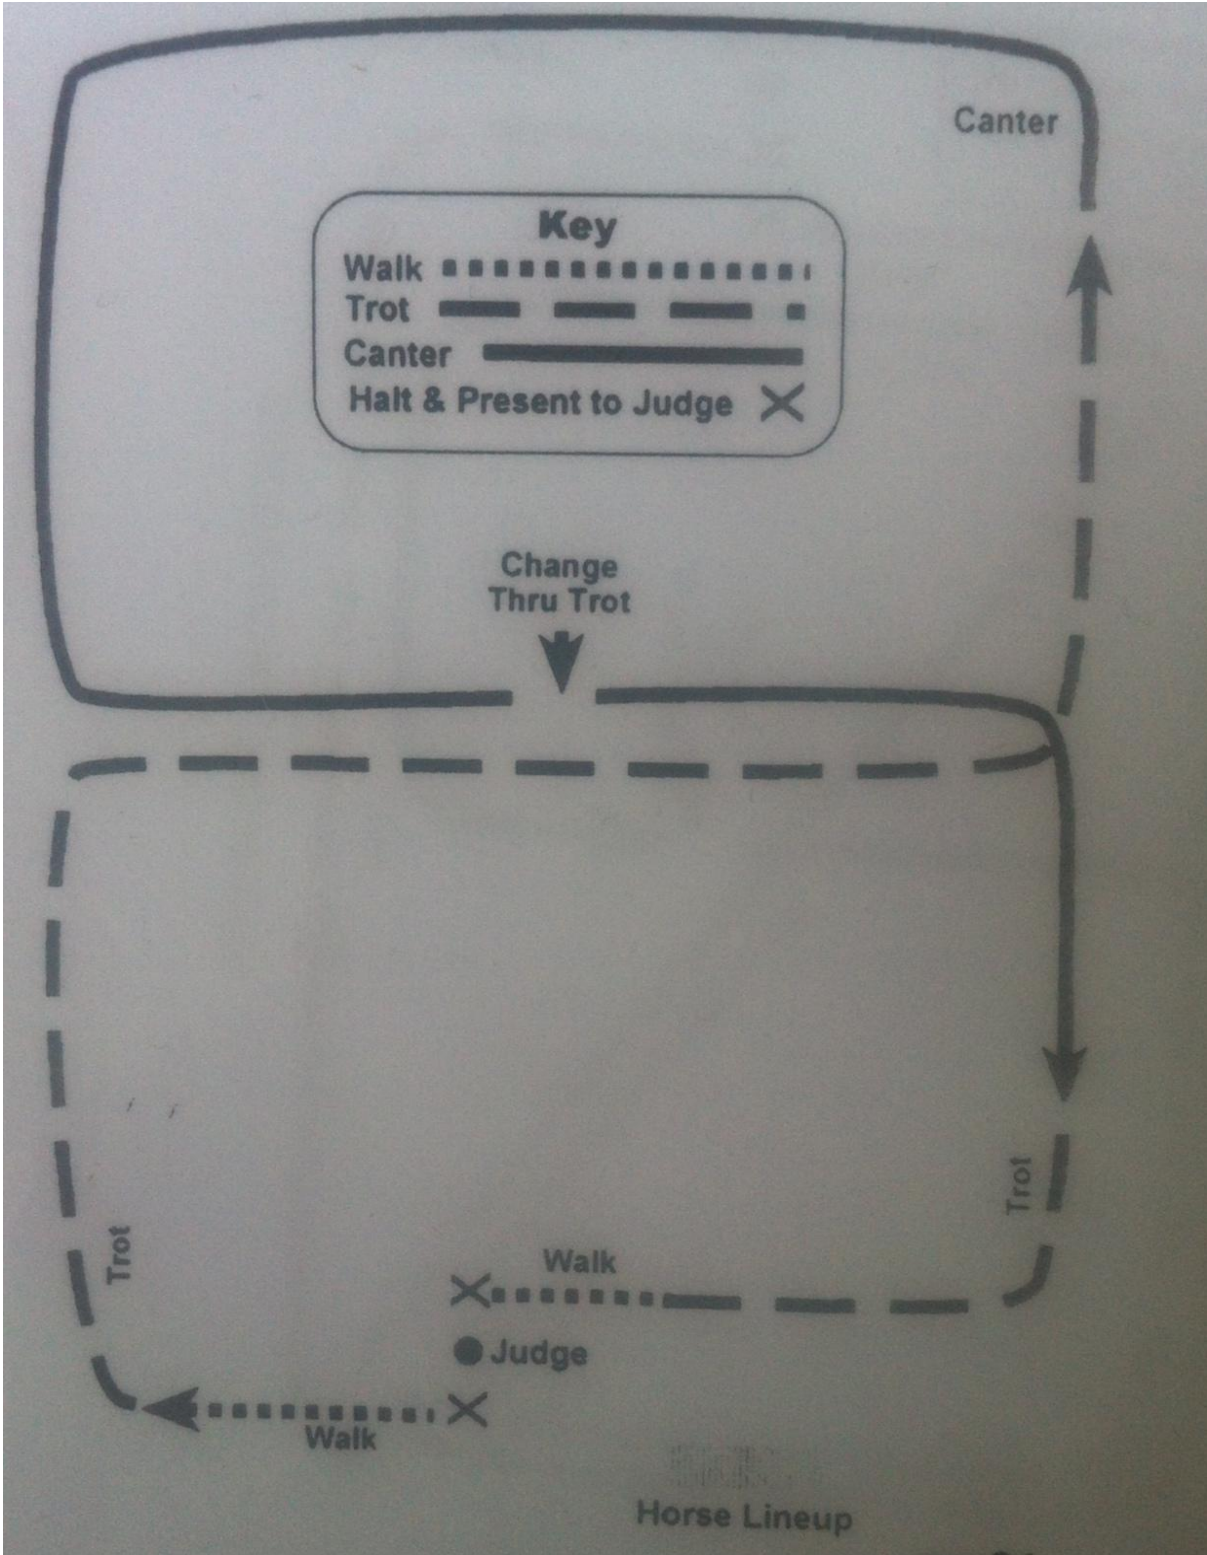 Canter
Key
Walk
Trot
Canter
Halt & Present to Judge
Change
Thru Trot
Trot
Trot
Walk
Judge
Walk
Horse Lineup